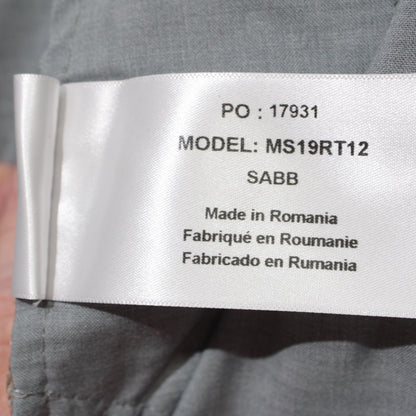 PO : 17931
MODEL: MS19RT12
SABB
Made in Romania
Fabriqué en Roumanie
Fabricado en Rumania